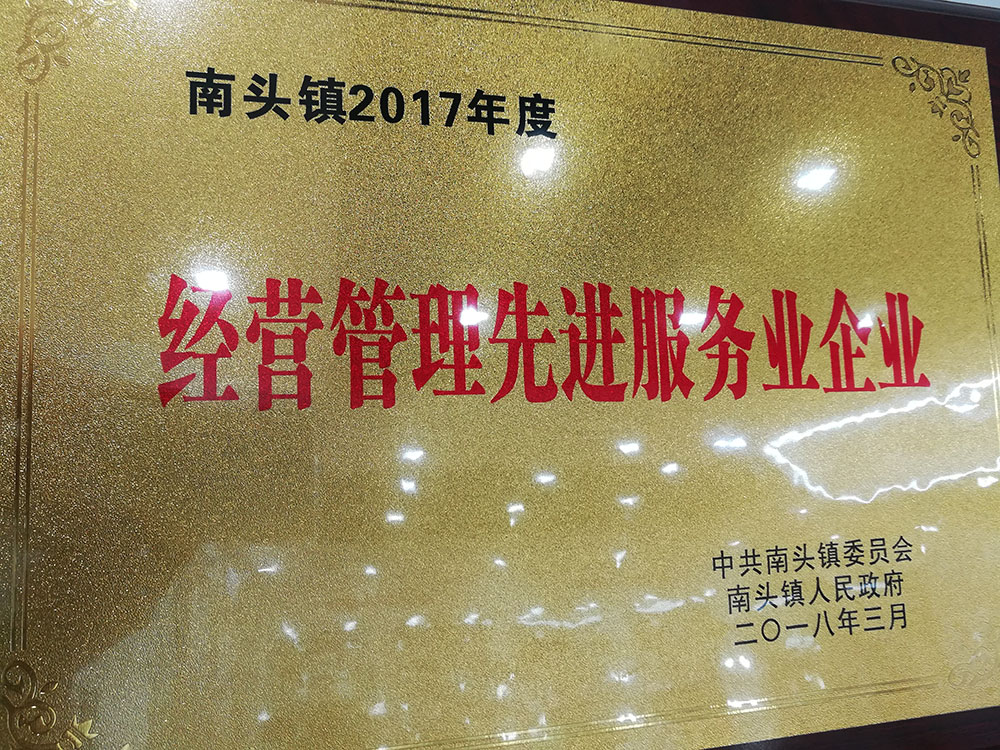 南头镇2017年度
经营管理先进服务业企业
中共南头镇委员会
南头镇人民政府
二〇一八年三月